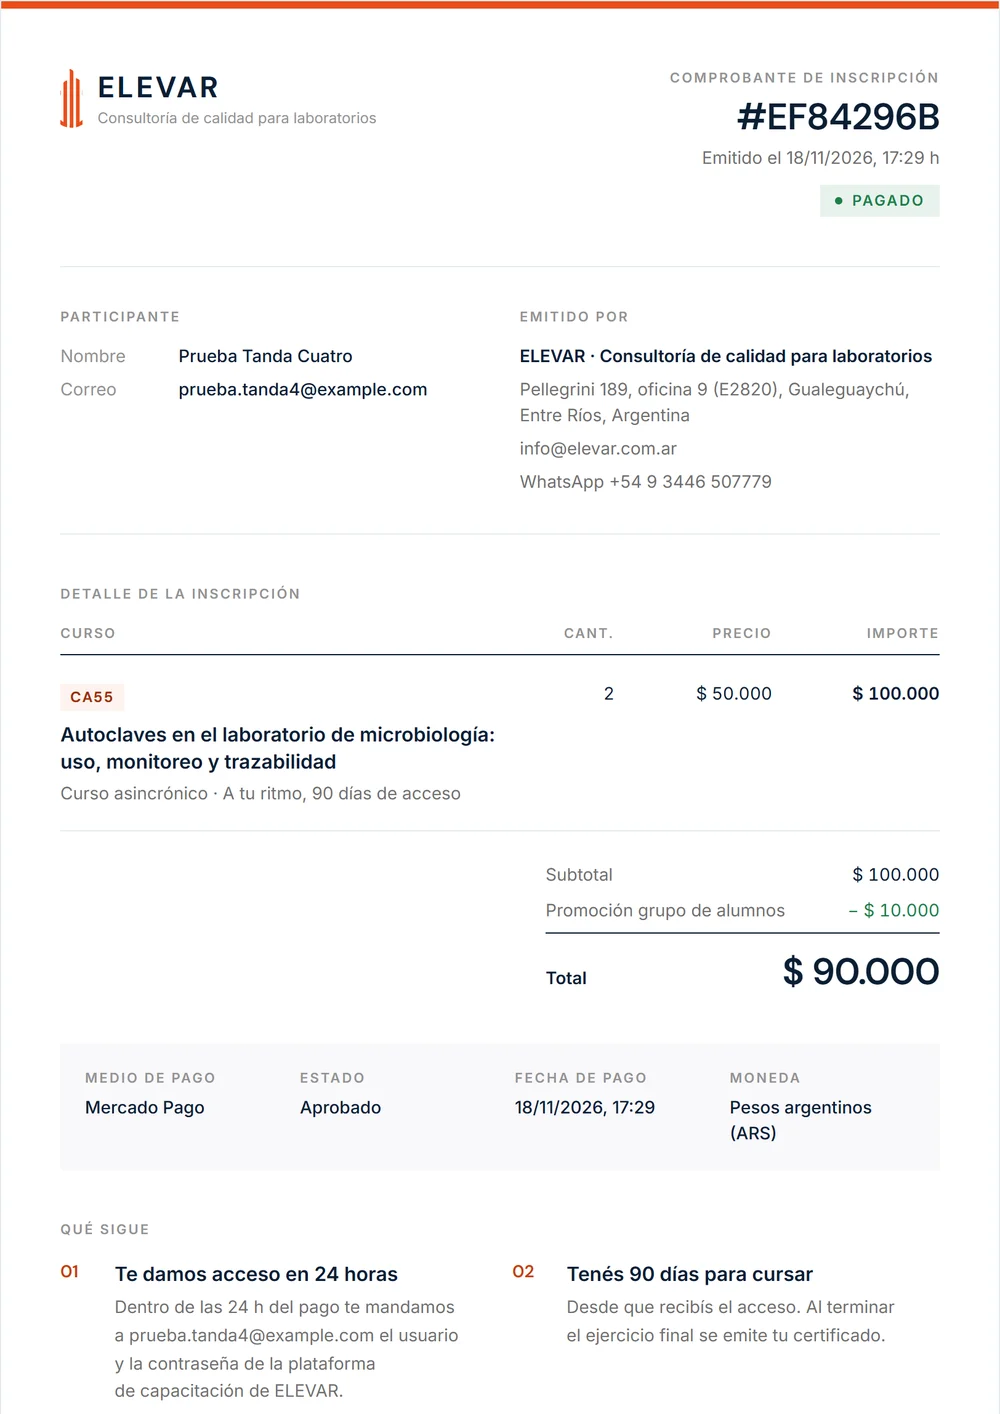 ELEVAR
Consultoría de calidad para laboratorios
COMPROBANTE DE INSCRIPCIÓN
#EF84296B
Emitido el 18/11/2026, 17:29 h
PAGADO
PARTICIPANTE
Nombre Prueba Tanda Cuatro
Correo prueba.tanda4@example.com
EMITIDO POR
ELEVAR · Consultoría de calidad para laboratorios
Pellegrini 189, oficina 9 (E2820), Gualeguaychú,
Entre Ríos, Argentina
info@elevar.com.ar
WhatsApp +54 9 3446 507779
DETALLE DE LA INSCRIPCIÓN
CURSO CANT. PRECIO IMPORTE
CA55 2 $ 50.000 $ 100.000
Autoclaves en el laboratorio de microbiología:
uso, monitoreo y trazabilidad
Curso asincrónico · A tu ritmo, 90 días de acceso
Subtotal $ 100.000
Promoción grupo de alumnos − $ 10.000
Total $ 90.000
MEDIO DE PAGO
Mercado Pago
ESTADO
Aprobado
FECHA DE PAGO
18/11/2026, 17:29
MONEDA
Pesos argentinos
(ARS)
QUÉ SIGUE
01 Te damos acceso en 24 horas
Dentro de las 24 h del pago te mandamos
a prueba.tanda4@example.com el usuario
y la contraseña de la plataforma
de capacitación de ELEVAR.
02 Tenés 90 días para cursar
Desde que recibís el acceso. Al terminar
el ejercicio final se emite tu certificado.